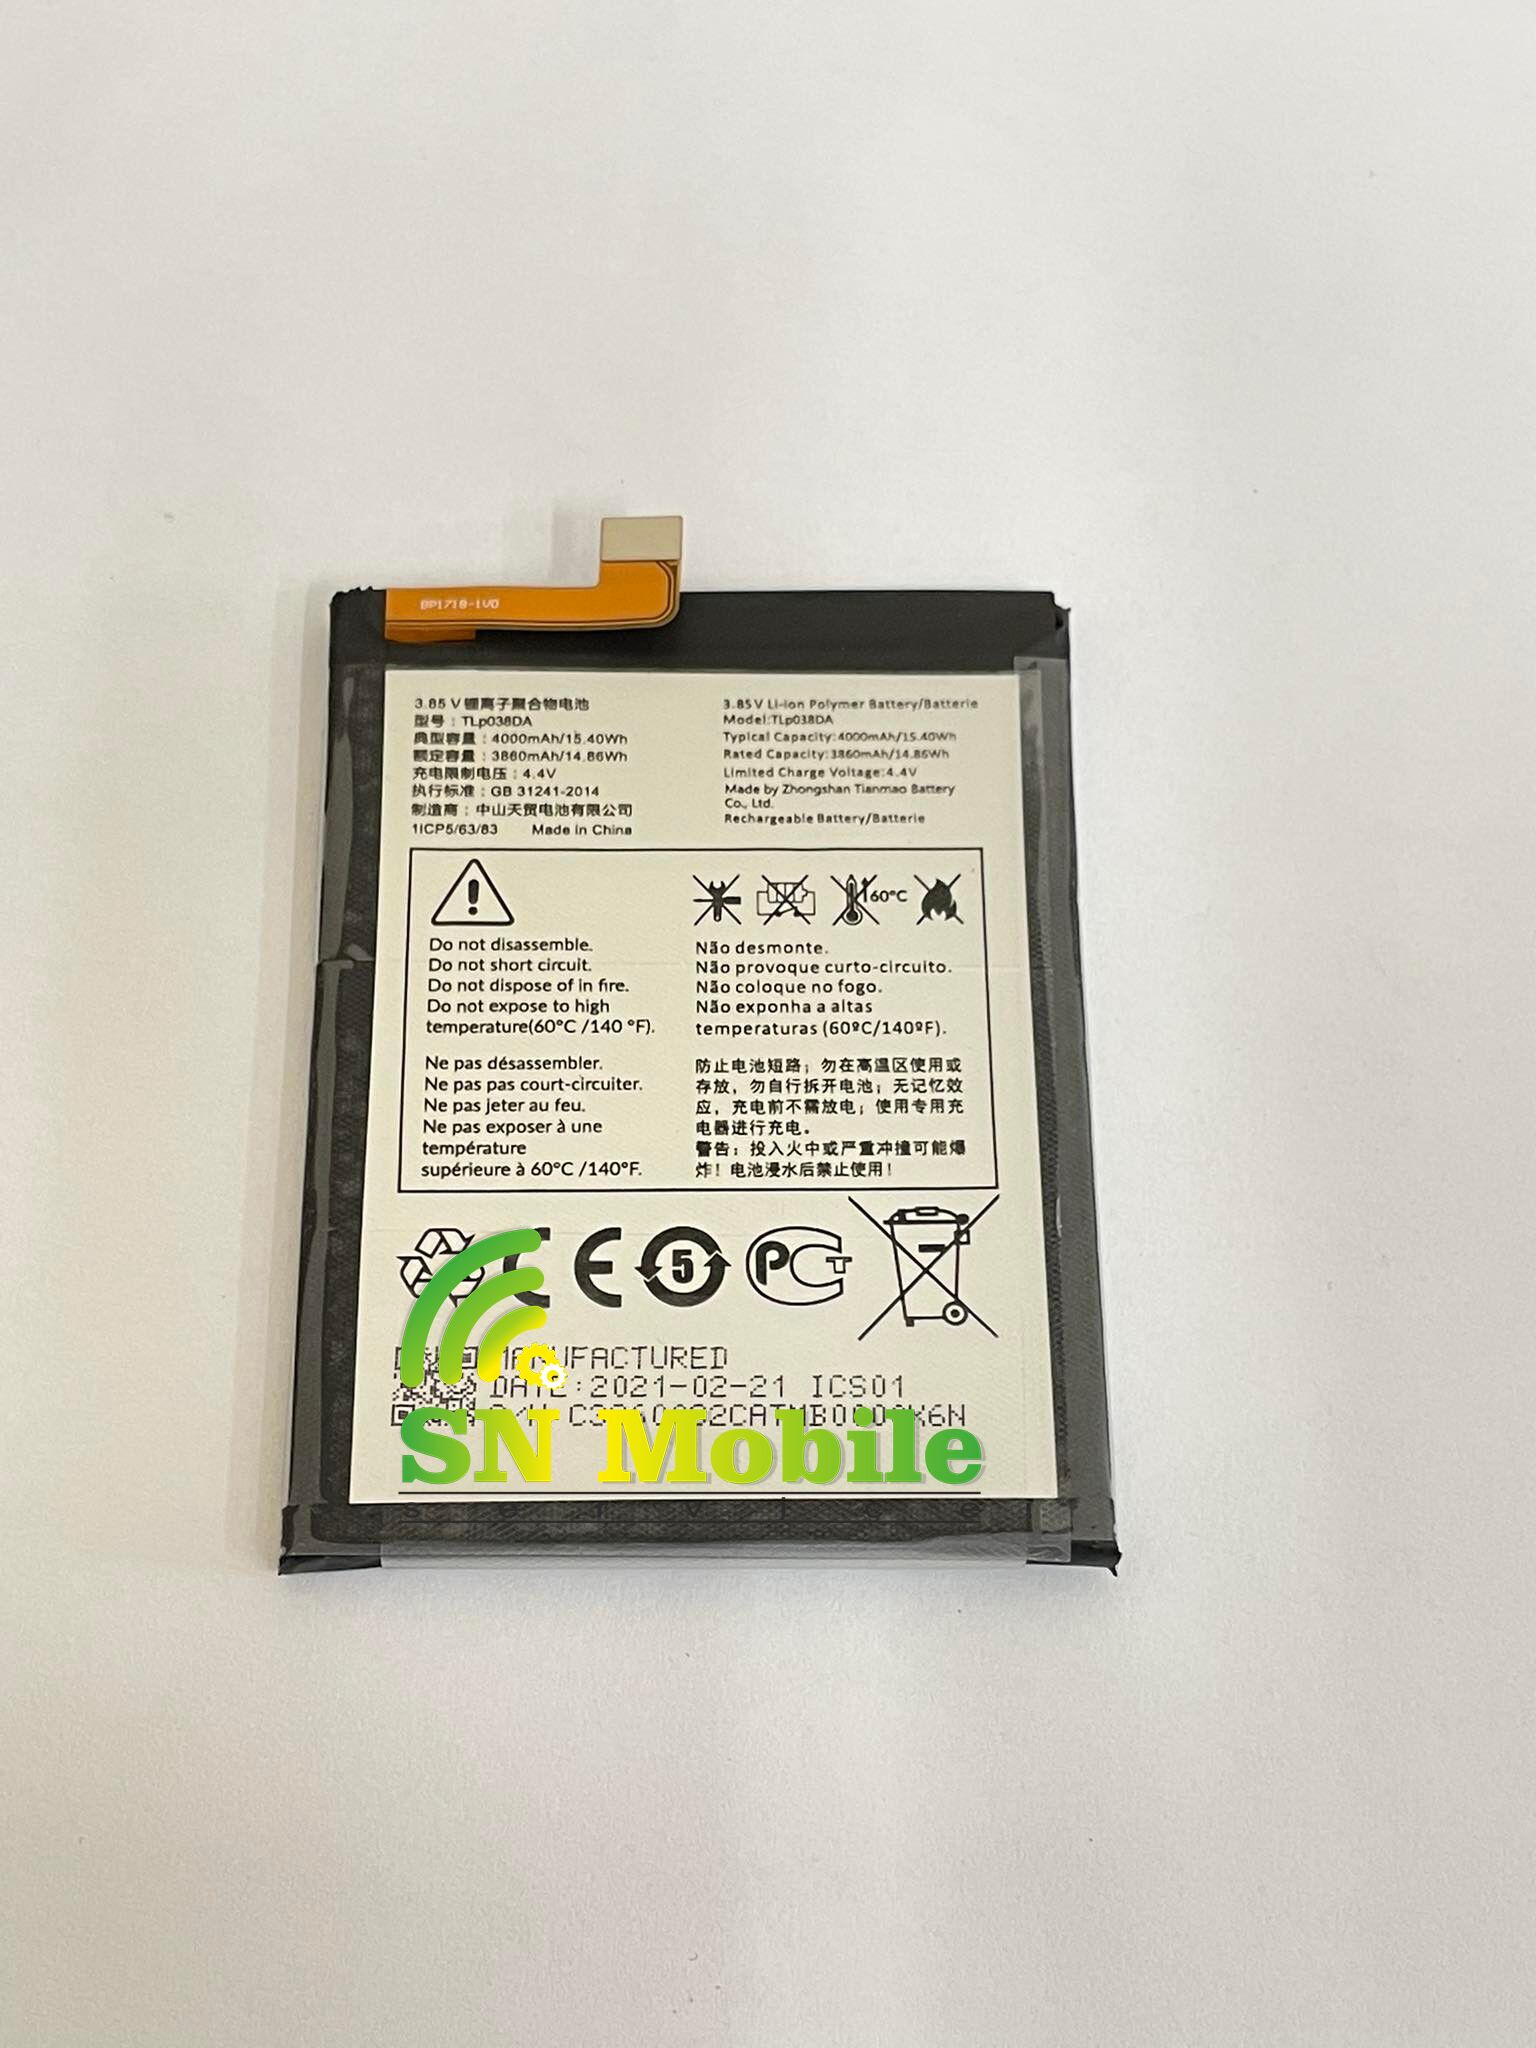 BP1718-1V0
3.85 V 锂离子聚合物电池
型号：TLp038DA
典型容量：4000mAh/15.40Wh
额定容量：3860mAh/14.86Wh
充电限制电压：4.4V
执行标准：GB 31241-2014
制造商：中山天贸电池有限公司
1ICP5/63/83 Made in China
3.85V Li-ion Polymer Battery/Batterie
Model:TLp038DA
Typical Capacity:4000mAh/15.40Wh
Rated Capacity:3860mAh/14.86Wh
Limited Charge Voltage:4.4V
Made by Zhongshan Tianmao Battery
Co., Ltd.
Rechargeable Battery/Batterie
60°C
Do not disassemble.
Do not short circuit.
Do not dispose of in fire.
Do not expose to high
temperature(60°C /140 °F).
Não desmonte.
Não provoque curto-circuito.
Não coloque no fogo.
Não exponha a altas
temperaturas (60ºC/140ºF).
Ne pas désassembler.
Ne pas pas court-circuiter.
Ne pas jeter au feu.
Ne pas exposer à une
température
supérieure à 60°C /140°F.
防止电池短路；勿在高温区使用或
存放，勿自行拆开电池；无记忆效
应，充电前不需放电；使用专用充
电器进行充电。
警告：投入火中或严重冲撞可能爆
炸！电池浸水后禁止使用！
CE 5 PCT
MANUFACTURED
DATE:2021-02-21 ICS01
SN Mobile
service